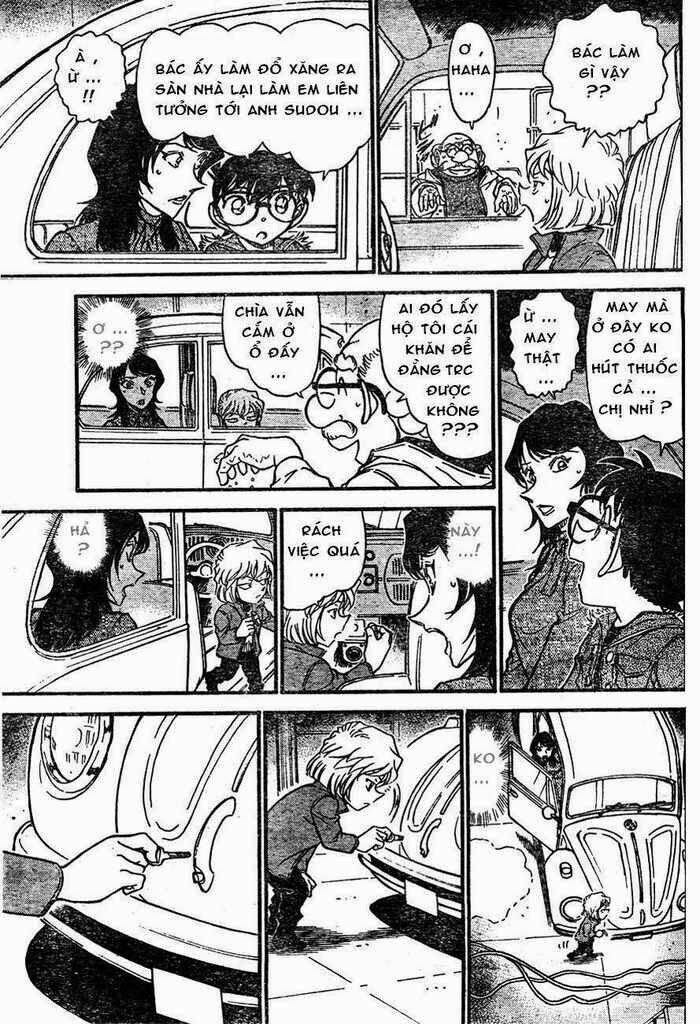 BÁC LÀM
GÌ VẬY
??
Ơ ,
HAHA
...
BÁC ẤY LÀM ĐỔ XĂNG RA
SÀN NHÀ LẠI LÀM EM LIÊN
TƯỞNG TỚI ANH SUDOU ...
À ,
Ừ ...
!!
MAY MÀ
Ở ĐÂY KO
CÓ AI
HÚT THUỐC
CẢ ...
CHỊ NHỈ ?
Ừ ...
MAY THẬT
...
AI ĐÓ LẤY
HỘ TÔI CÁI
KHĂN ĐỂ
ĐẰNG TRC
ĐƯỢC
KHÔNG
???
CHÌA VẪN
CẮM Ở
Ổ ĐẤY ...
Ơ ...
??
NÀY
...!
RÁCH
VIỆC QUÁ
...
HẢ
?
KO
...